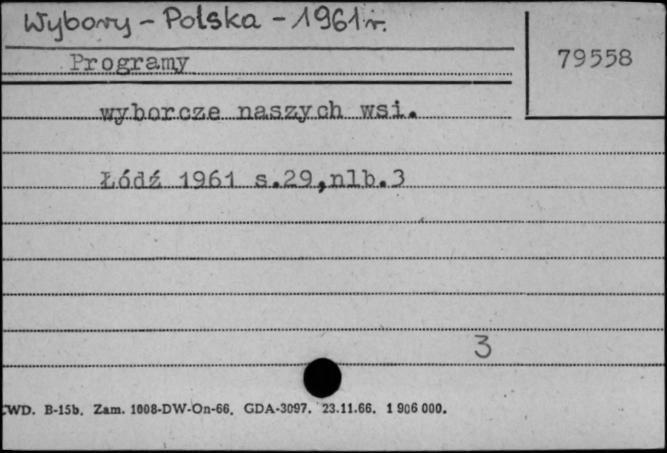 Wybory - Polska - 1961 r.
Programy
79558
wyborcze naszych wsi.
Łódź 1961 s.29,nlb.3
3
WD. B-15b. Zam. 1008-DW-On-66. GDA-3097. 23.11.66. 1 906 000.